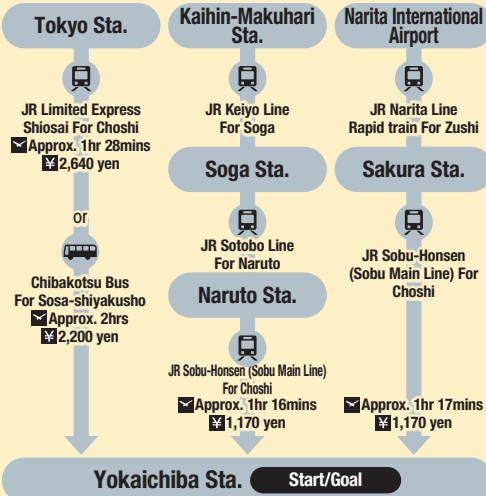 Tokyo Sta.
JR Limited Express
Shiosai For Choshi
Approx. 1hr 28mins
¥2,640 yen
or
Chibakotsu Bus
For Sosa-shiyakusho
Approx. 2hrs
¥2,200 yen
Kaihin-Makuhari
Sta.
JR Keiyo Line
For Soga
Soga Sta.
JR Sotobo Line
For Naruto
Naruto Sta.
JR Sobu-Honsen (Sobu Main Line)
For Choshi
Approx. 1hr 16mins
¥1,170 yen
Narita International
Airport
JR Narita Line
Rapid train For Zushi
Sakura Sta.
JR Sobu-Honsen
(Sobu Main Line) For
Choshi
Approx. 1hr 17mins
¥1,170 yen
Yokaichiba Sta. Start/Goal